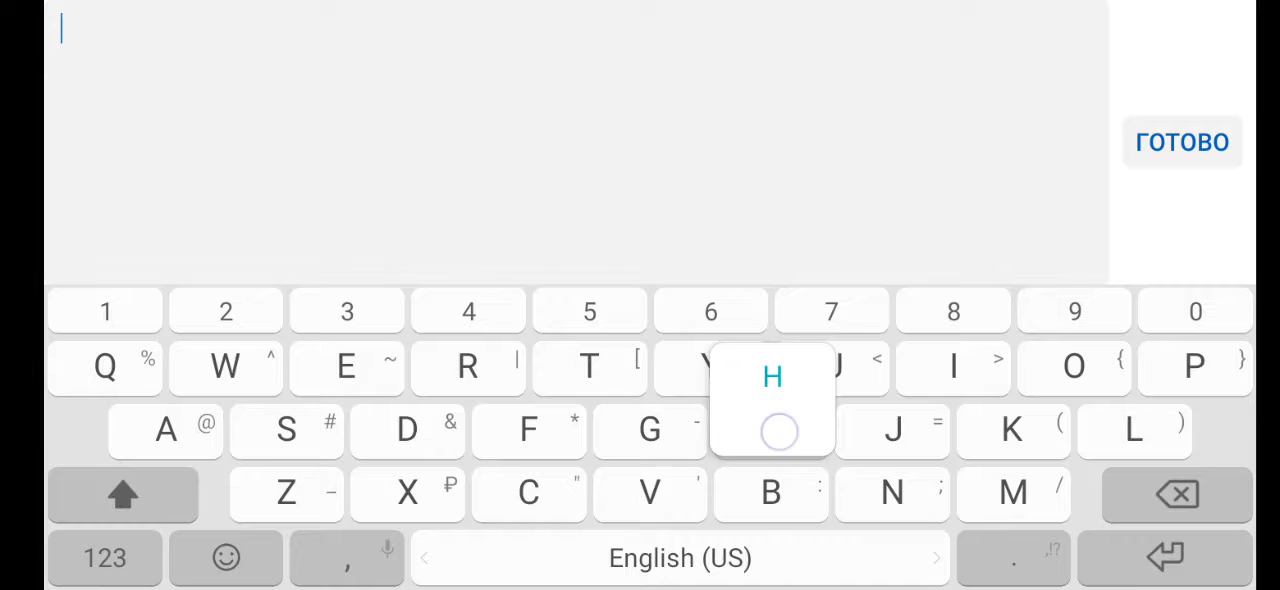 ГОТОВО
1 2 3 4 5 6 7 8 9 0
Q % W ^ E ~ R | T [ Y U < I > O { P }
A @ S # D & F * G - H J = K ( L )
Z _ X ₽ C " V ' B : N ; M /
123 , < English (US) > . ,!?